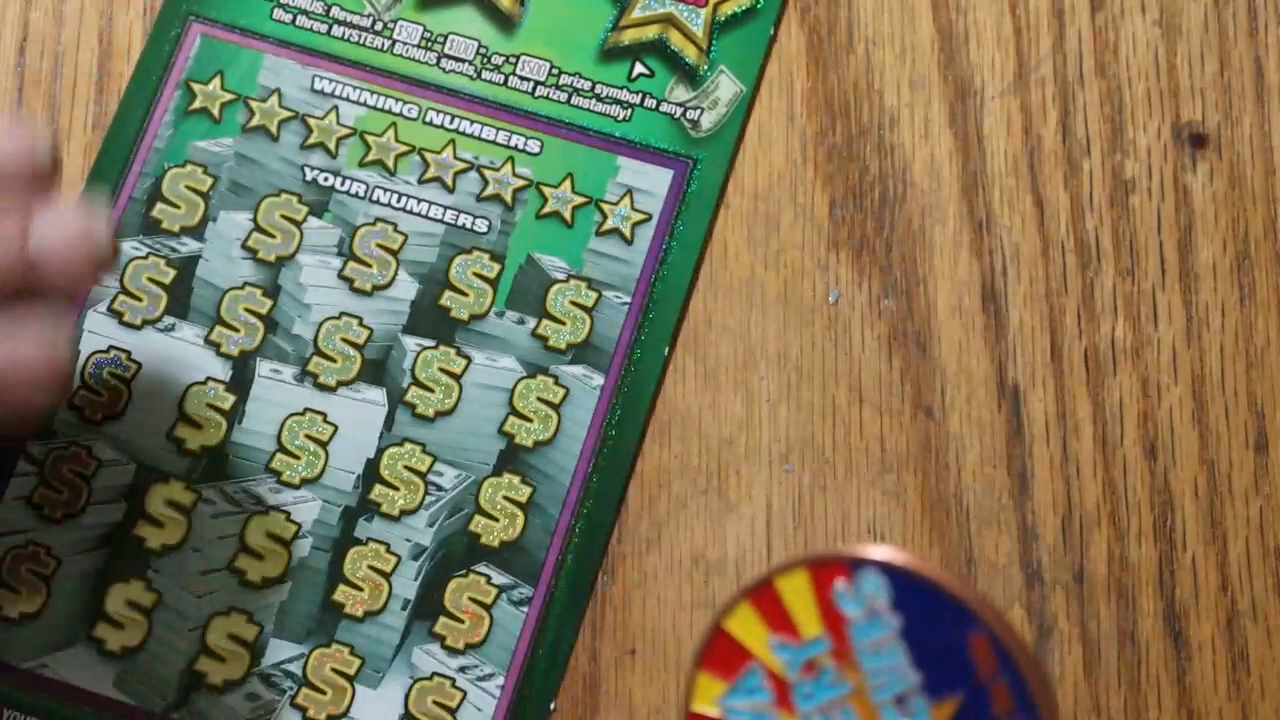 BONUS: Reveal a "$50", "$100", or "$500" prize symbol in any of
the three MYSTERY BONUS spots, win that prize instantly!
WINNING NUMBERS
YOUR NUMBERS